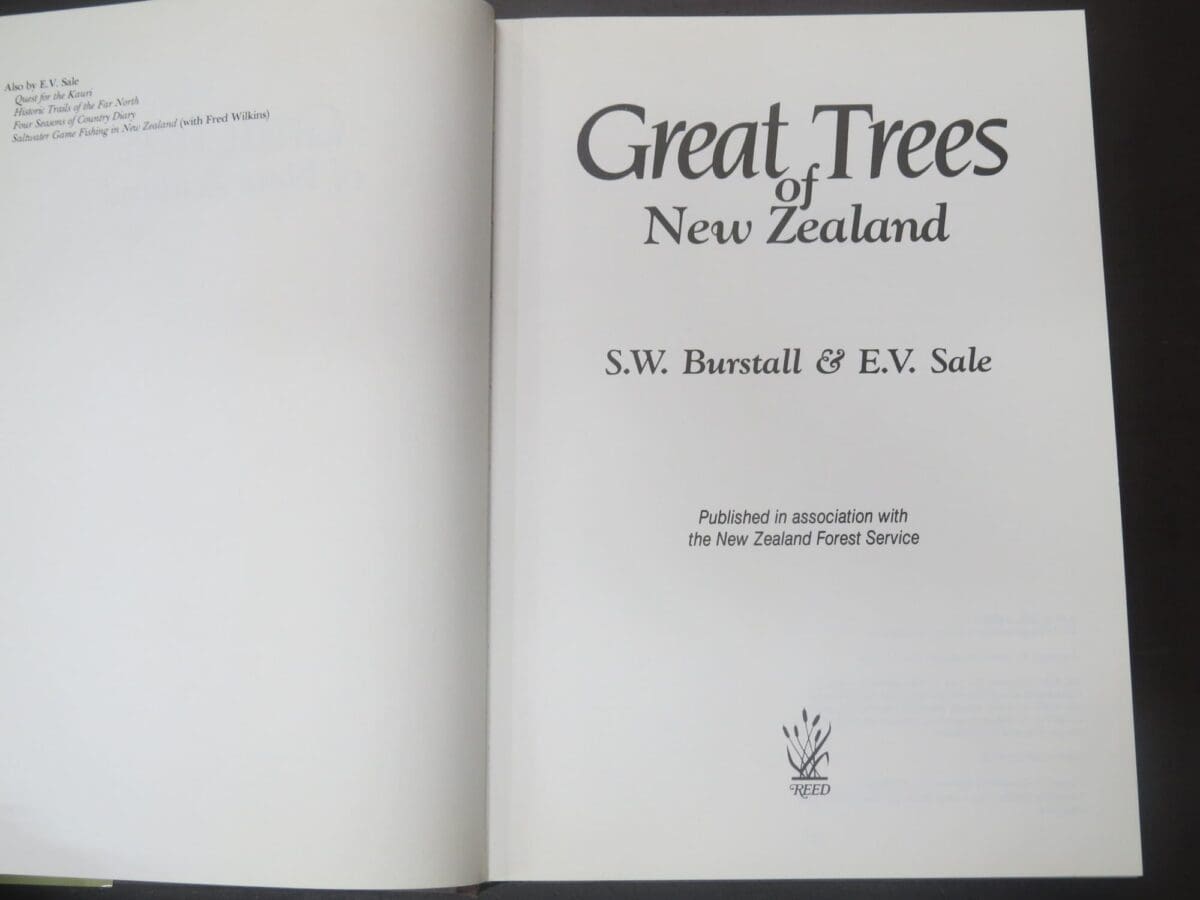 Also by E.V. Sale
Quest for the Kauri
Historic Trails of the Far North
Four Seasons of Country Diary
Saltwater Game Fishing in New Zealand (with Fred Wilkins)
Great Trees
of
New Zealand
S.W. Burstall & E.V. Sale
Published in association with
the New Zealand Forest Service
REED